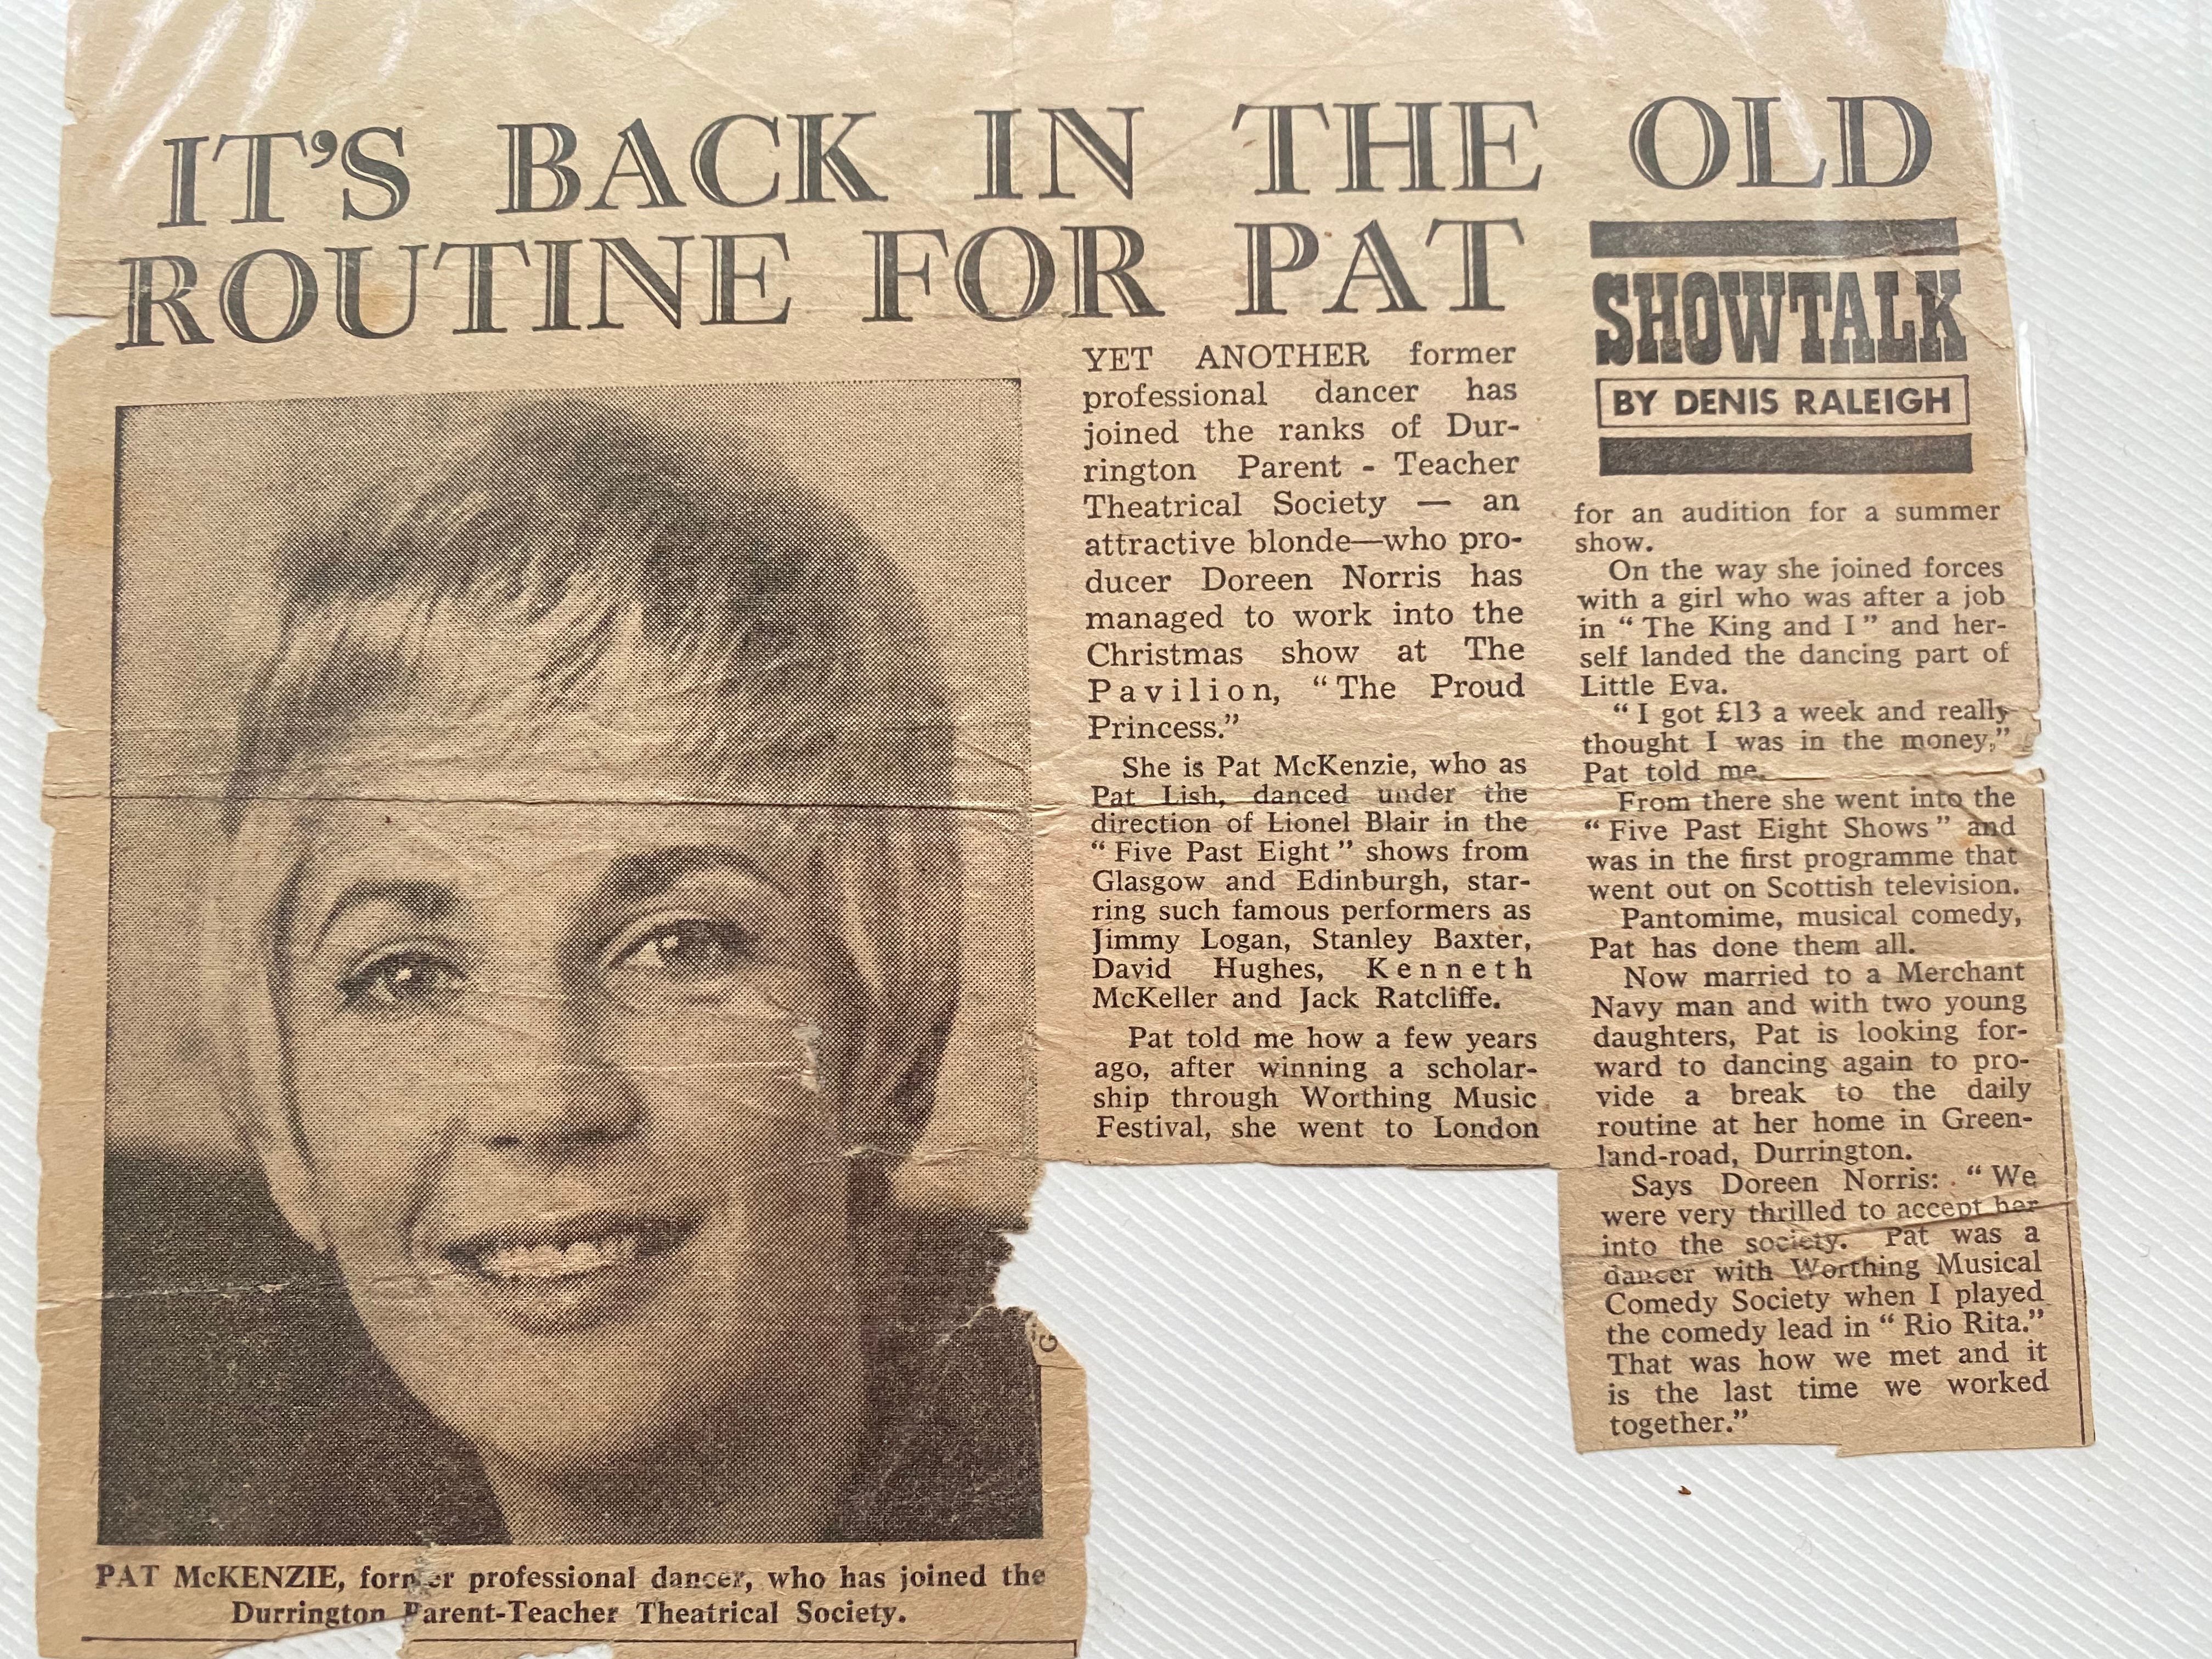 IT'S BACK IN THE OLD
ROUTINE FOR PAT
SHOWTALK
BY DENIS RALEIGH
YET ANOTHER former
professional dancer has
joined the ranks of Dur-
rington Parent - Teacher
Theatrical Society — an
attractive blonde—who pro-
ducer Doreen Norris has
managed to work into the
Christmas show at The
Pavilion, “The Proud
Princess.”
She is Pat McKenzie, who as
Pat Lish, danced under the
direction of Lionel Blair in the
“Five Past Eight” shows from
Glasgow and Edinburgh, star-
ring such famous performers as
Jimmy Logan, Stanley Baxter,
David Hughes, Kenneth
McKeller and Jack Ratcliffe.
Pat told me how a few years
ago, after winning a scholar-
ship through Worthing Music
Festival, she went to London
for an audition for a summer
show.
On the way she joined forces
with a girl who was after a job
in “The King and I” and her-
self landed the dancing part of
Little Eva.
“I got £13 a week and really
thought I was in the money,”
Pat told me.
From there she went into the
“Five Past Eight Shows” and
was in the first programme that
went out on Scottish television.
Pantomime, musical comedy,
Pat has done them all.
Now married to a Merchant
Navy man and with two young
daughters, Pat is looking for-
ward to dancing again to pro-
vide a break to the daily
routine at her home in Green-
land-road, Durrington.
Says Doreen Norris: “We
were very thrilled to accept her
into the society. Pat was a
dancer with Worthing Musical
Comedy Society when I played
the comedy lead in “Rio Rita.”
That was how we met and it
is the last time we worked
together.”
PAT McKENZIE, former professional dancer, who has joined the
Durrington Parent-Teacher Theatrical Society.